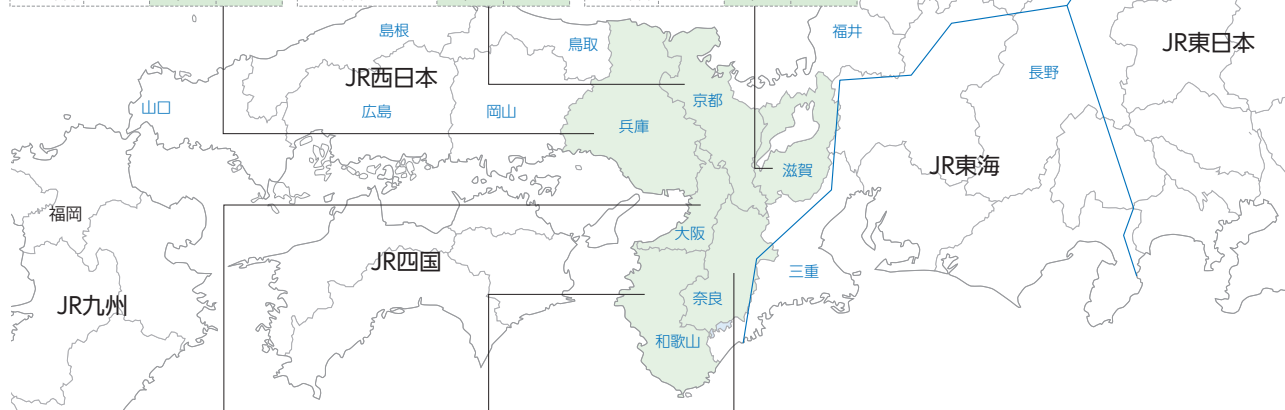 島根
鳥取
福井
JR東日本
JR西日本
長野
山口
広島
岡山
京都
兵庫
JR東海
滋賀
福岡
大阪
JR四国
三重
JR九州
奈良
和歌山